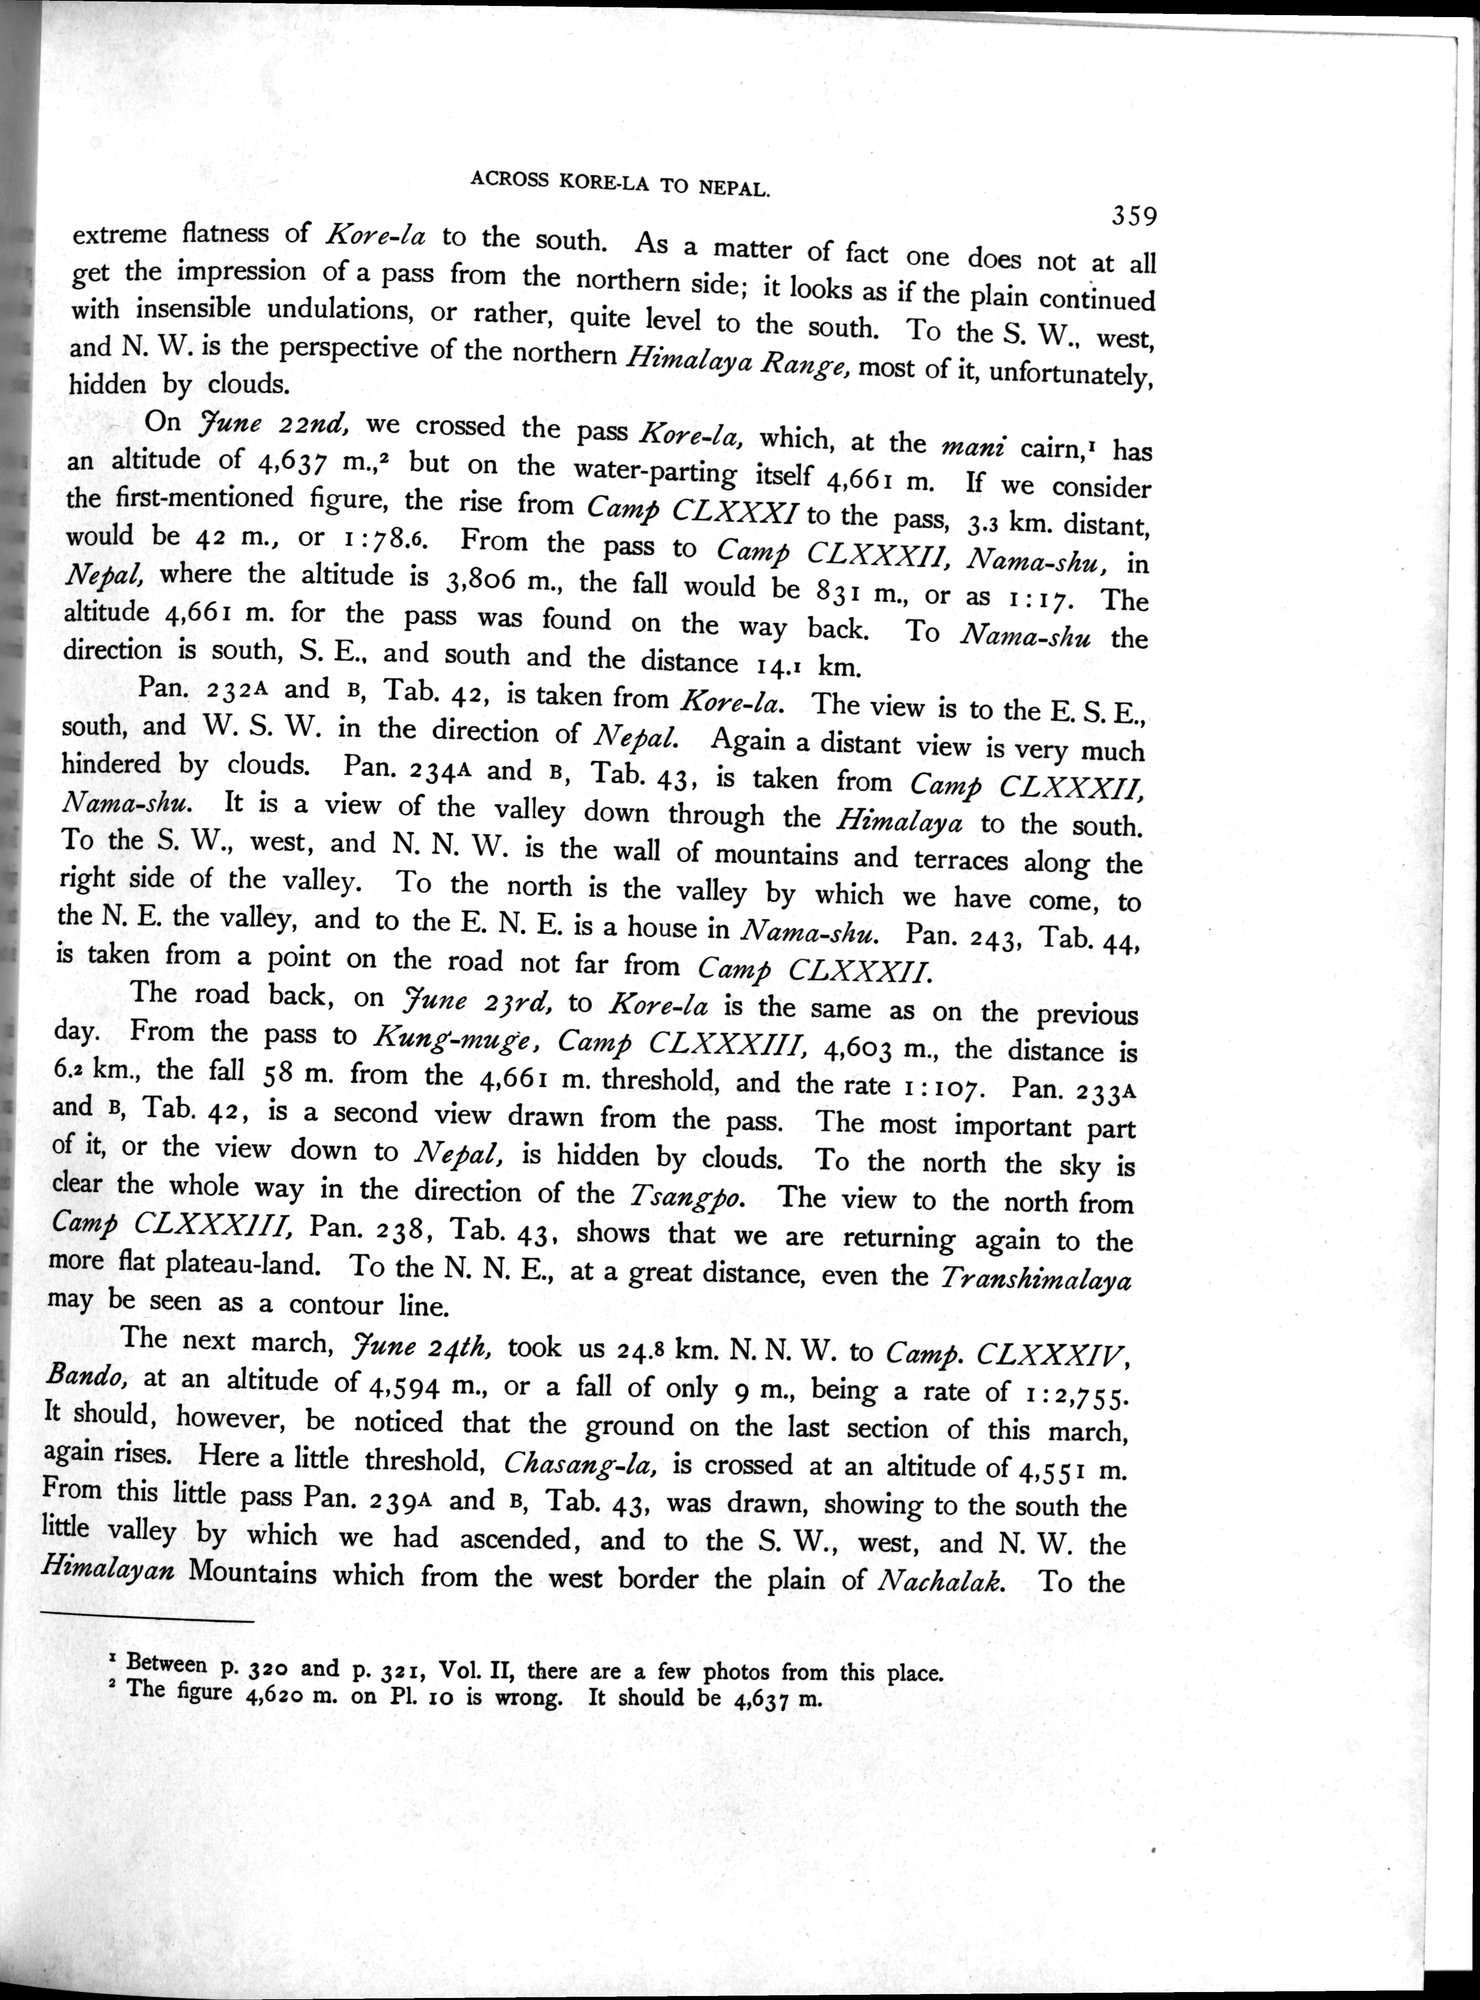 ACROSS KORE-LA TO NEPAL.
359
extreme flatness of Kore-la to the south. As a matter of fact one does not at all
get the impression of a pass from the northern side; it looks as if the plain continued
with insensible undulations, or rather, quite level to the south. To the S. W., west,
and N. W. is the perspective of the northern Himalaya Range, most of it, unfortunately,
hidden by clouds.
On June 22nd, we crossed the pass Kore-la, which, at the mani cairn,¹ has
an altitude of 4,637 m.,² but on the water-parting itself 4,661 m. If we consider
the first-mentioned figure, the rise from Camp CLXXXI to the pass, 3.3 km. distant,
would be 42 m., or 1:78.6. From the pass to Camp CLXXXII, Nama-shu, in
Nepal, where the altitude is 3,806 m., the fall would be 831 m., or as 1:17. The
altitude 4,661 m. for the pass was found on the way back. To Nama-shu the
direction is south, S. E., and south and the distance 14.1 km.
Pan. 232A and B, Tab. 42, is taken from Kore-la. The view is to the E. S. E.,
south, and W. S. W. in the direction of Nepal. Again a distant view is very much
hindered by clouds. Pan. 234A and B, Tab. 43, is taken from Camp CLXXXII,
Nama-shu. It is a view of the valley down through the Himalaya to the south.
To the S. W., west, and N. N. W. is the wall of mountains and terraces along the
right side of the valley. To the north is the valley by which we have come, to
the N. E. the valley, and to the E. N. E. is a house in Nama-shu. Pan. 243, Tab. 44,
is taken from a point on the road not far from Camp CLXXXII.
The road back, on June 23rd, to Kore-la is the same as on the previous
day. From the pass to Kung-muge, Camp CLXXXIII, 4,603 m., the distance is
6.2 km., the fall 58 m. from the 4,661 m. threshold, and the rate 1:107. Pan. 233A
and B, Tab. 42, is a second view drawn from the pass. The most important part
of it, or the view down to Nepal, is hidden by clouds. To the north the sky is
clear the whole way in the direction of the Tsangpo. The view to the north from
Camp CLXXXIII, Pan. 238, Tab. 43, shows that we are returning again to the
more flat plateau-land. To the N. N. E., at a great distance, even the Transhimalaya
may be seen as a contour line.
The next march, June 24th, took us 24.8 km. N. N. W. to Camp. CLXXXIV,
Bando, at an altitude of 4,594 m., or a fall of only 9 m., being a rate of 1:2,755.
It should, however, be noticed that the ground on the last section of this march,
again rises. Here a little threshold, Chasang-la, is crossed at an altitude of 4,551 m.
From this little pass Pan. 239A and B, Tab. 43, was drawn, showing to the south the
little valley by which we had ascended, and to the S. W., west, and N. W. the
Himalayan Mountains which from the west border the plain of Nachalak. To the
¹ Between p. 320 and p. 321, Vol. II, there are a few photos from this place.
² The figure 4,620 m. on Pl. 10 is wrong. It should be 4,637 m.